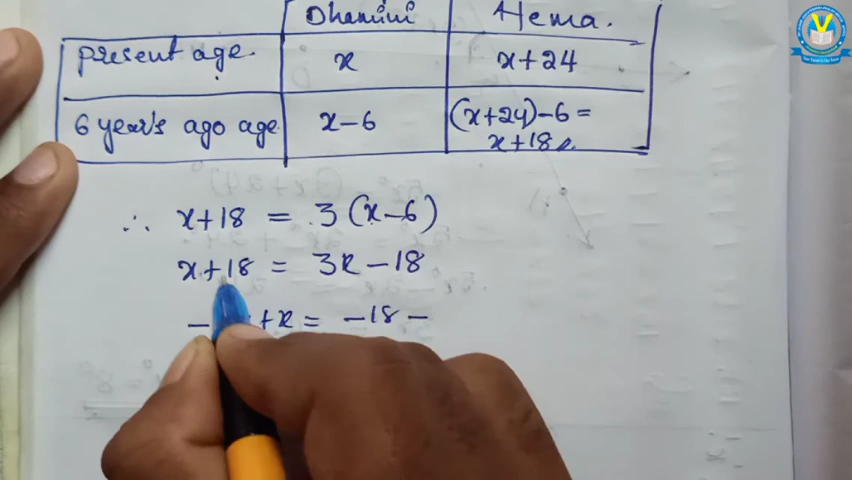 Dhamini Hema.
present age. x x+24
6 year's ago age x-6 (x+24)-6=
x+18
∴ x+18 = 3(x-6)
x+18 = 3x-18
+x = -18-